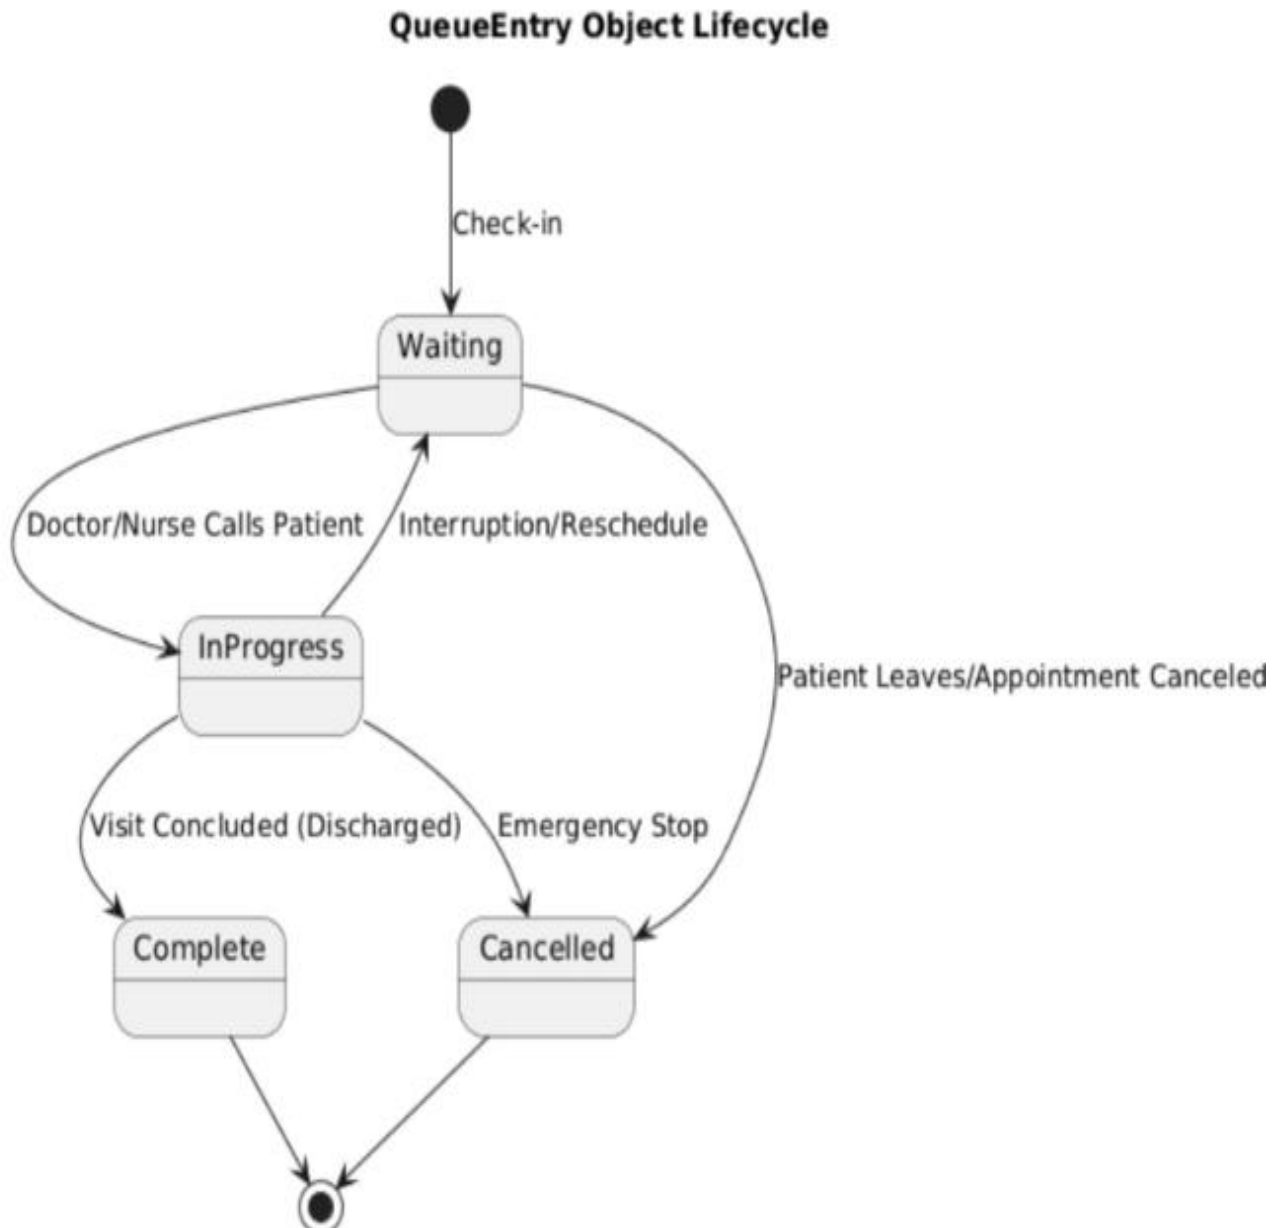 QueueEntry Object Lifecycle
Check-in
Waiting
Doctor/Nurse Calls Patient
Interruption/Reschedule
InProgress
Patient Leaves/Appointment Canceled
Visit Concluded (Discharged)
Emergency Stop
Complete
Cancelled